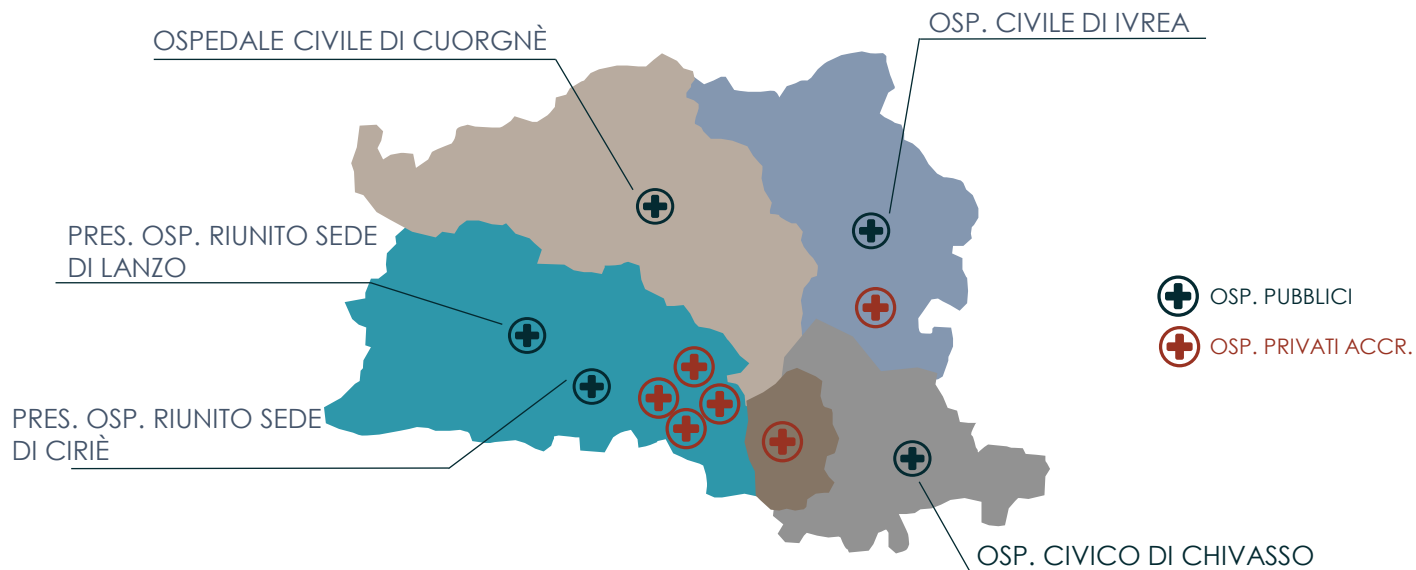 OSP. CIVILE DI IVREA
OSPEDALE CIVILE DI CUORGNÈ
PRES. OSP. RIUNITO SEDE
DI LANZO
OSP. PUBBLICI
OSP. PRIVATI ACCR.
PRES. OSP. RIUNITO SEDE
DI CIRIÈ
OSP. CIVICO DI CHIVASSO